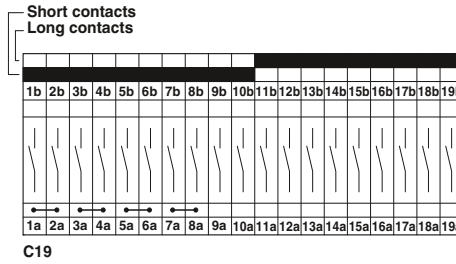 Short contacts
Long contacts
1b 2b 3b 4b 5b 6b 7b 8b 9b 10b 11b 12b 13b 14b 15b 16b 17b 18b 19b
1a 2a 3a 4a 5a 6a 7a 8a 9a 10a 11a 12a 13a 14a 15a 16a 17a 18a 19a
C19